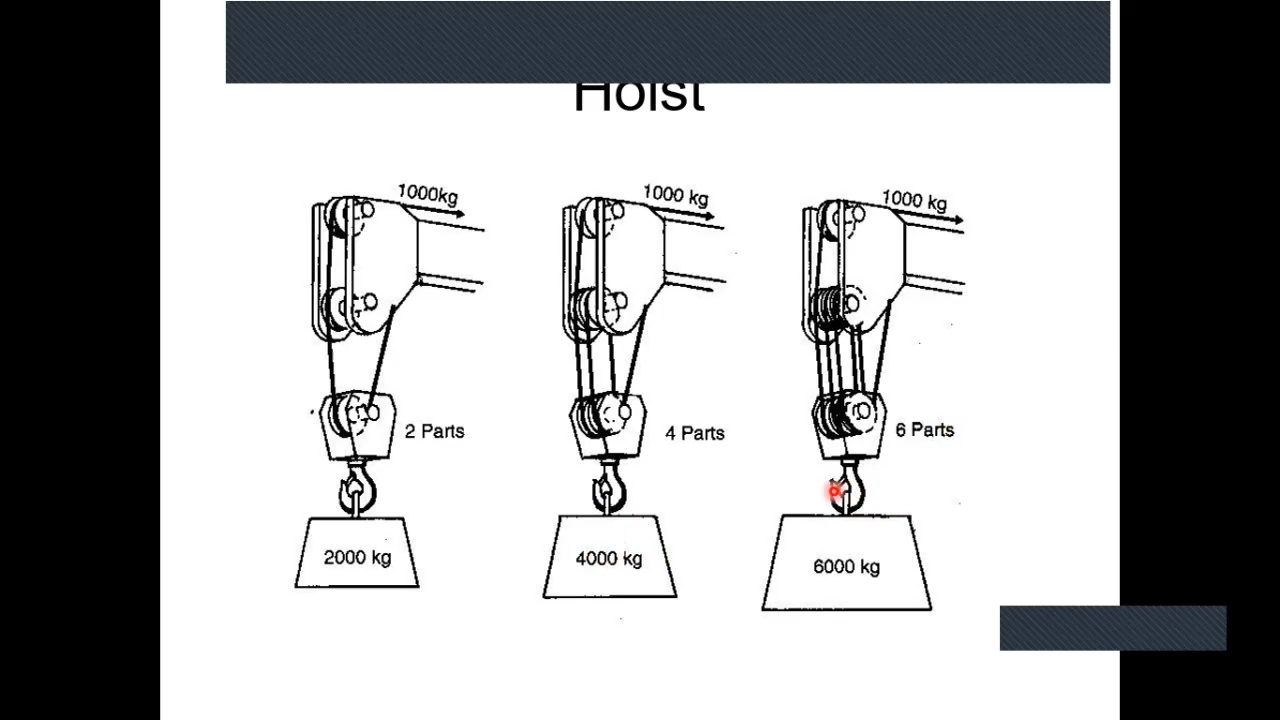 Hoist
1000kg
1000 kg
1000 kg
2 Parts
4 Parts
6 Parts
2000 kg
4000 kg
6000 kg